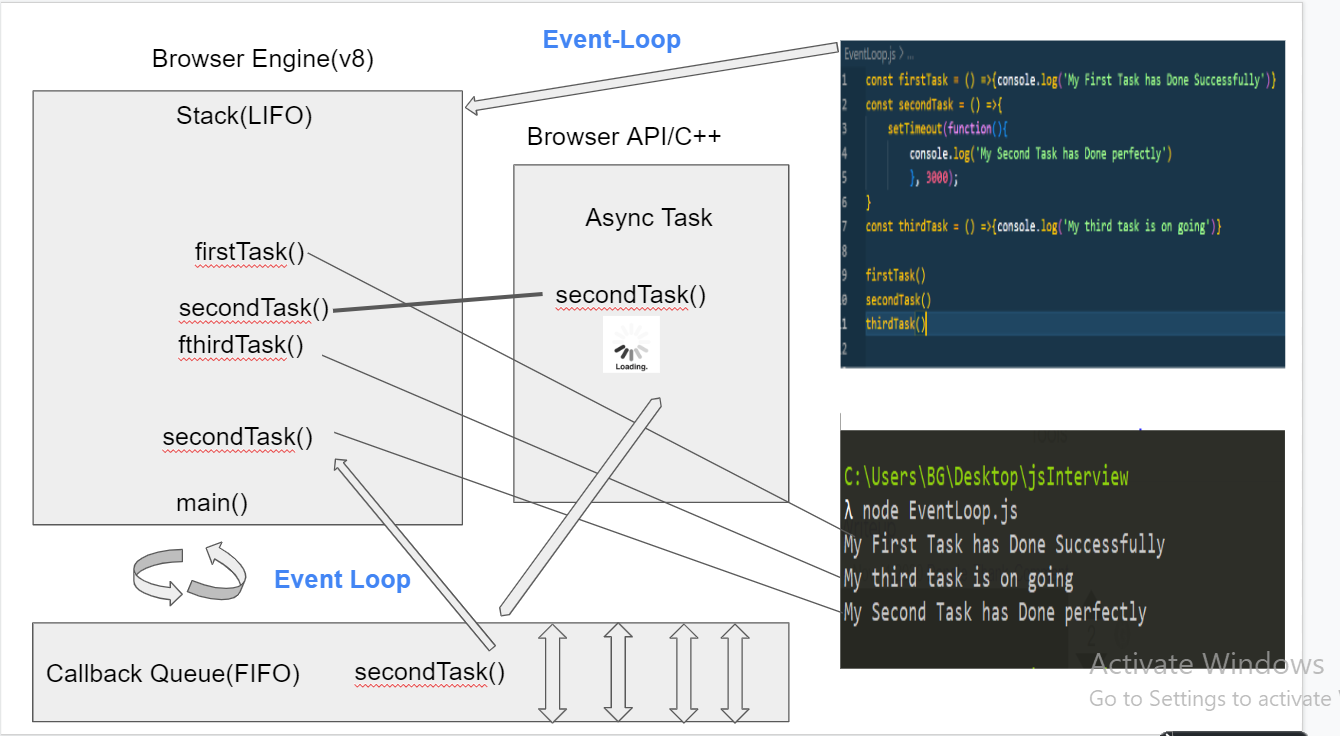 Event-Loop
Browser Engine(v8)
Stack(LIFO)
firstTask()
secondTask()
fthirdTask()
secondTask()
main()
Browser API/C++
Async Task
secondTask()
Loading.
Event Loop
Callback Queue(FIFO)
secondTask()
EventLoop.js > ...
1 const firstTask = () =>{console.log('My First Task has Done Successfully')}
2 const secondTask = () =>{
3 setTimeout(function(){
4 console.log('My Second Task has Done perfectly')
5 }, 3000);
6 }
7 const thirdTask = () =>{console.log('My third task is on going')}
8
9 firstTask()
0 secondTask()
1 thirdTask()
2
C:\Users\BG\Desktop\jsInterview
λ node EventLoop.js
My First Task has Done Successfully
My third task is on going
My Second Task has Done perfectly
Activate Windows
Go to Settings to activate